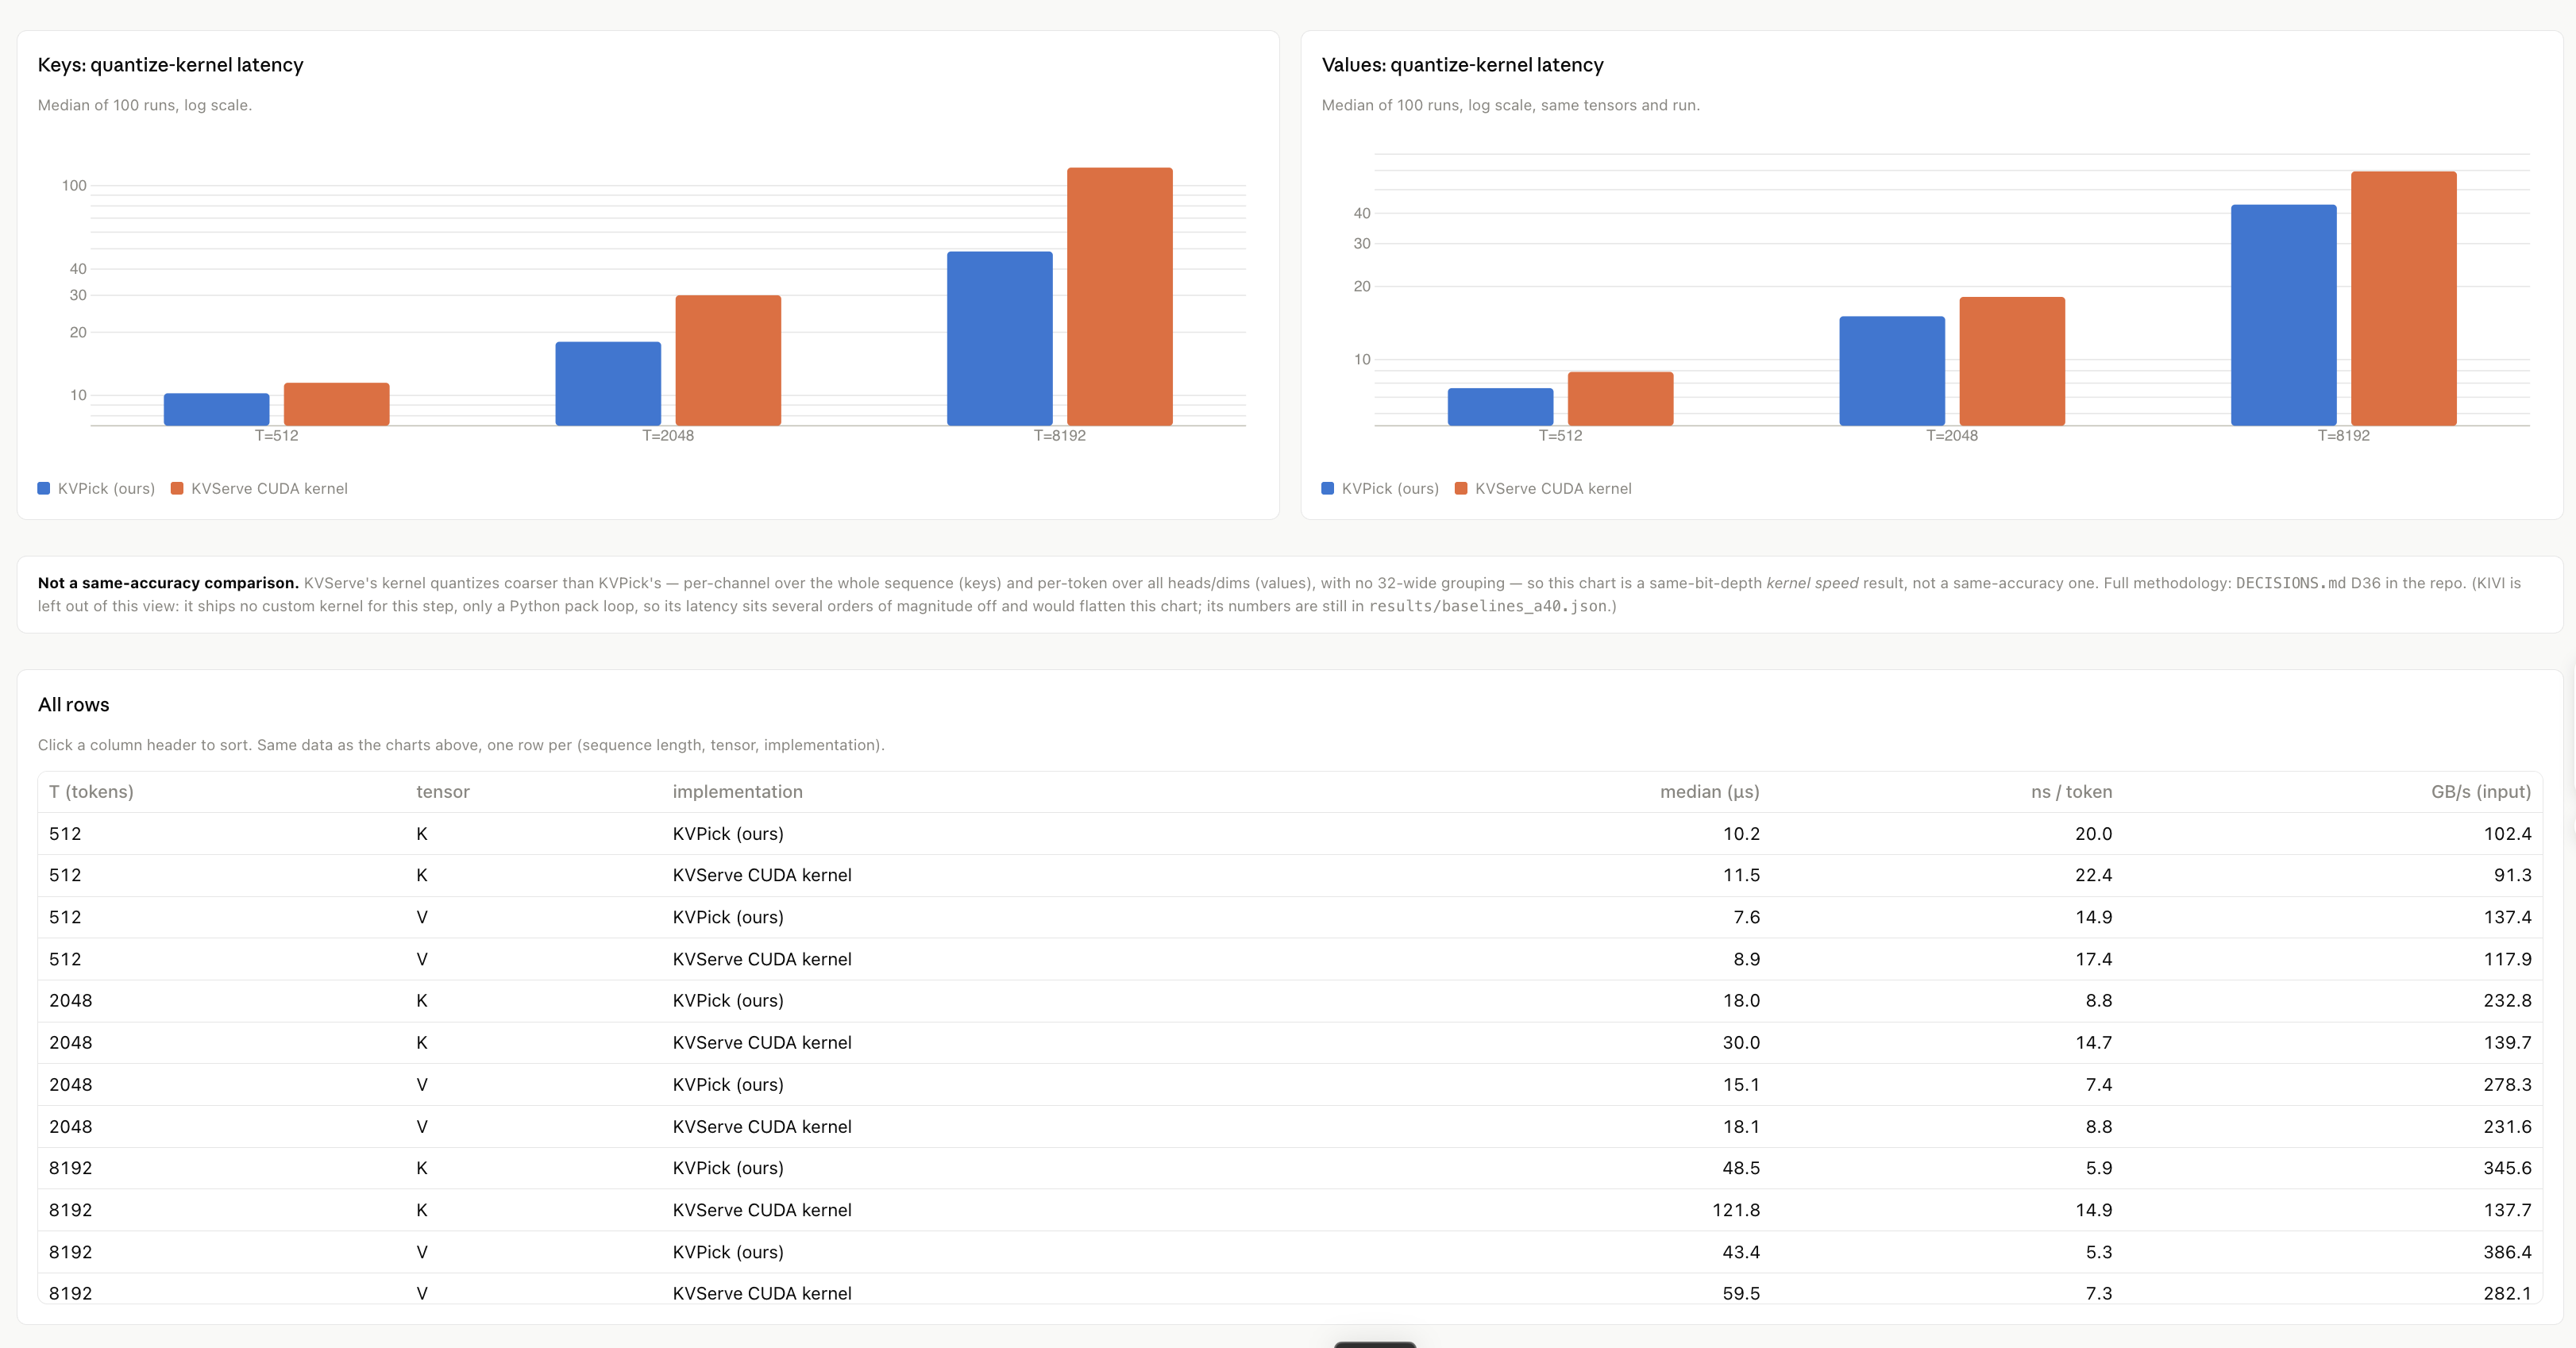 Keys: quantize-kernel latency
Median of 100 runs, log scale.
100
40
30
20
10
T=512 T=2048 T=8192
KVPick (ours) KVServe CUDA kernel
Values: quantize-kernel latency
Median of 100 runs, log scale, same tensors and run.
40
30
20
10
T=512 T=2048 T=8192
KVPick (ours) KVServe CUDA kernel
Not a same-accuracy comparison. KVServe's kernel quantizes coarser than KVPick's — per-channel over the whole sequence (keys) and per-token over all heads/dims (values), with no 32-wide grouping — so this chart is a same-bit-depth kernel speed result, not a same-accuracy one. Full methodology: DECISIONS.md D36 in the repo. (KIVI is
left out of this view: it ships no custom kernel for this step, only a Python pack loop, so its latency sits several orders of magnitude off and would flatten this chart; its numbers are still in results/baselines_a40.json.)
All rows
Click a column header to sort. Same data as the charts above, one row per (sequence length, tensor, implementation).
T (tokens) tensor implementation median (µs) ns / token GB/s (input)
512 K KVPick (ours) 10.2 20.0 102.4
512 K KVServe CUDA kernel 11.5 22.4 91.3
512 V KVPick (ours) 7.6 14.9 137.4
512 V KVServe CUDA kernel 8.9 17.4 117.9
2048 K KVPick (ours) 18.0 8.8 232.8
2048 K KVServe CUDA kernel 30.0 14.7 139.7
2048 V KVPick (ours) 15.1 7.4 278.3
2048 V KVServe CUDA kernel 18.1 8.8 231.6
8192 K KVPick (ours) 48.5 5.9 345.6
8192 K KVServe CUDA kernel 121.8 14.9 137.7
8192 V KVPick (ours) 43.4 5.3 386.4
8192 V KVServe CUDA kernel 59.5 7.3 282.1